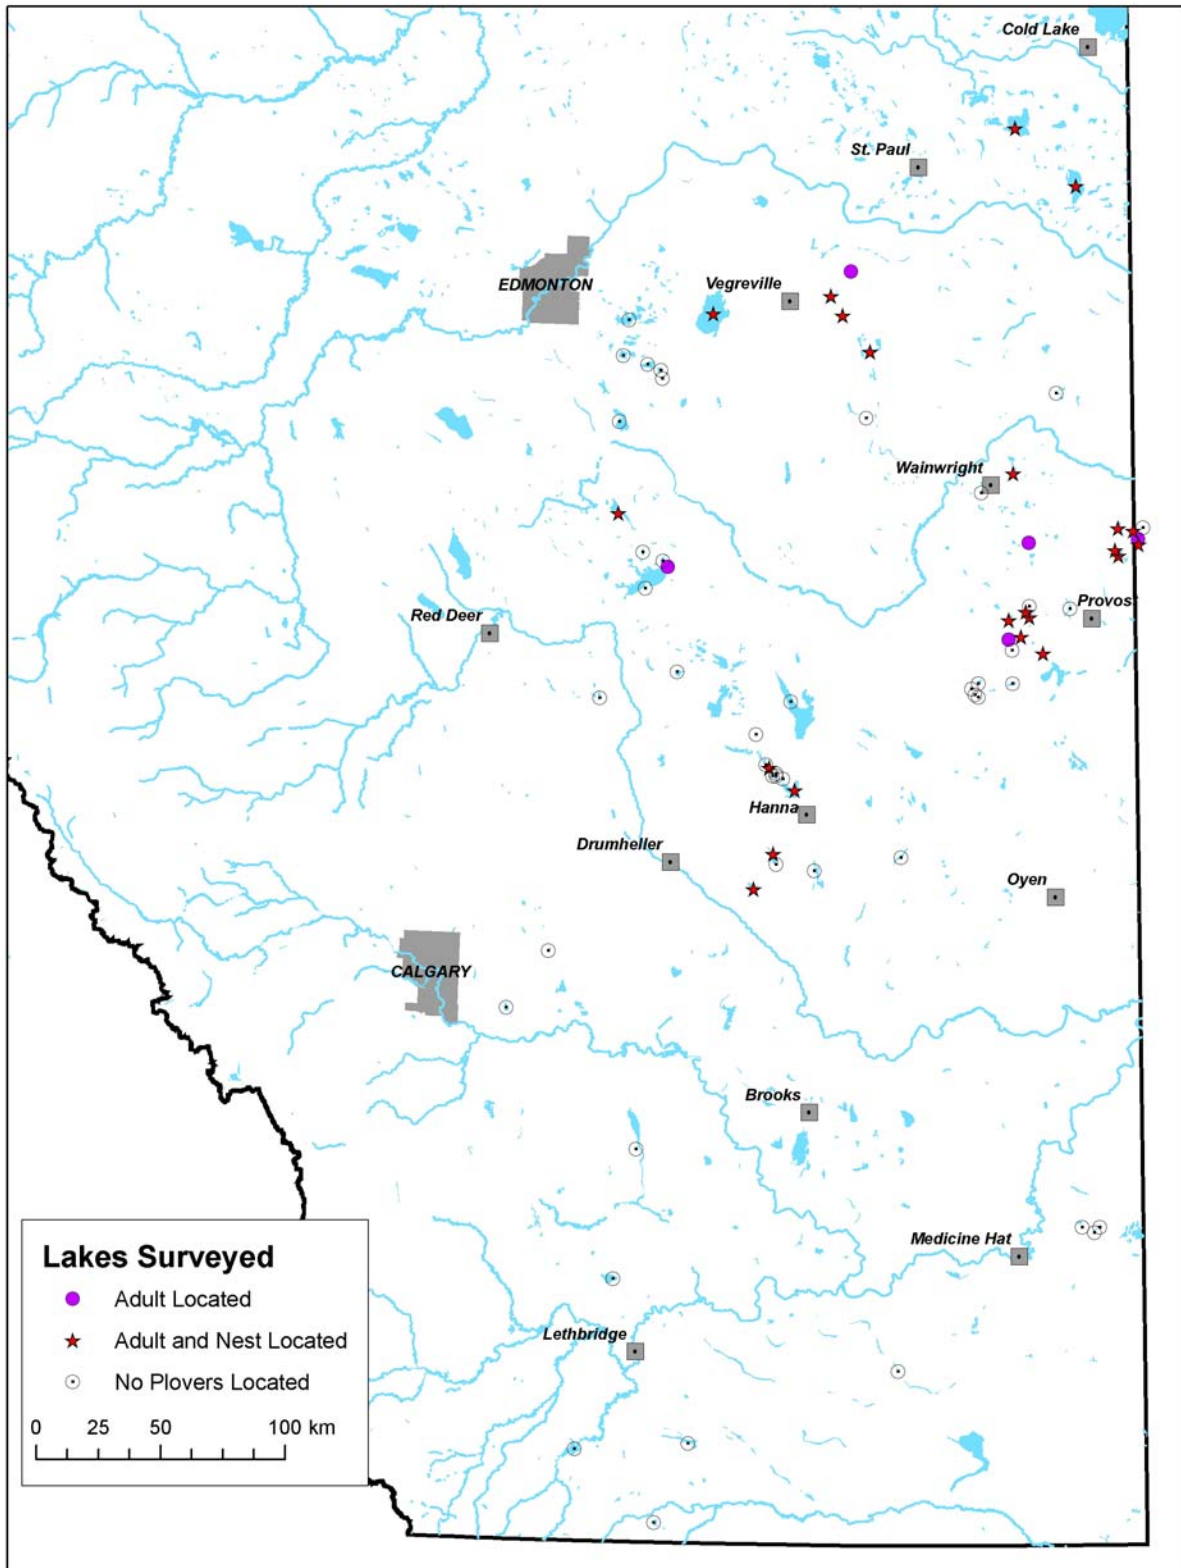 Cold Lake
St. Paul
EDMONTON
Vegreville
Wainwright
Red Deer
Provos
Hanna
Drumheller
Oyen
CALGARY
Brooks
Medicine Hat
Lethbridge
Lakes Surveyed
Adult Located
Adult and Nest Located
No Plovers Located
0 25 50 100 km